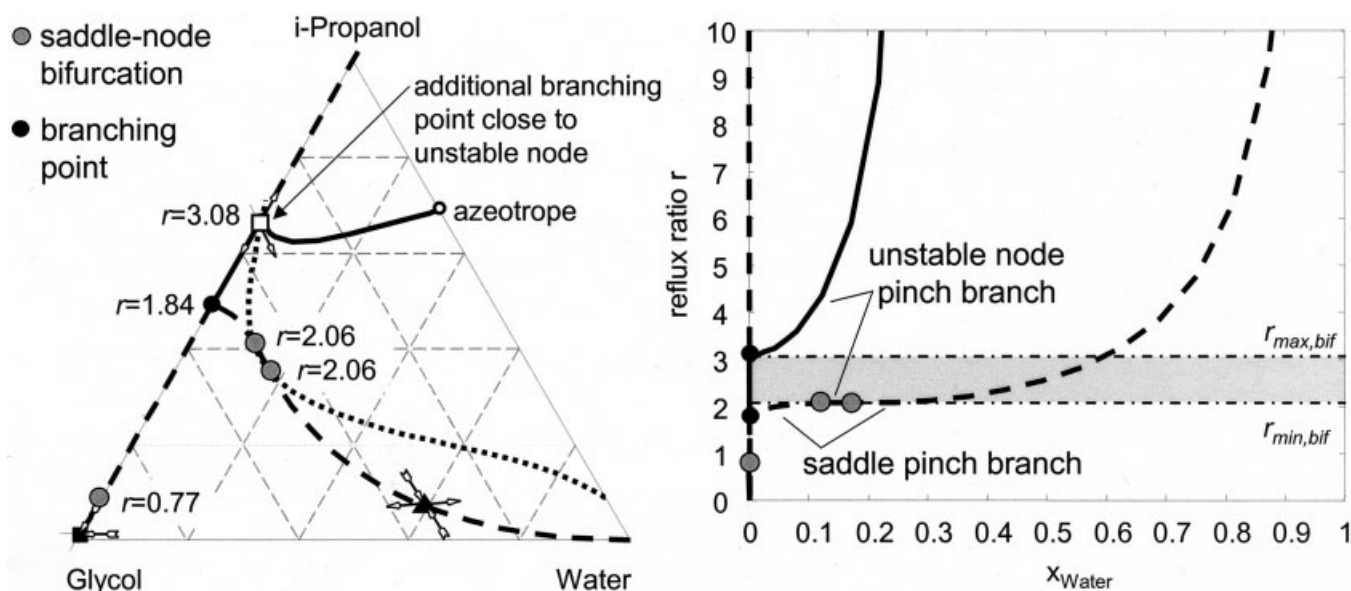 saddle-node
bifurcation
branching
point
i-Propanol
additional branching
point close to
unstable node
r=3.08
azeotrope
r=1.84
r=2.06
r=2.06
r=0.77
Glycol
Water
reflux ratio r
10
9
8
7
6
5
4
3
2
1
0
unstable node
pinch branch
r_max,bif
r_min,bif
saddle pinch branch
0 0.1 0.2 0.3 0.4 0.5 0.6 0.7 0.8 0.9 1
x_Water